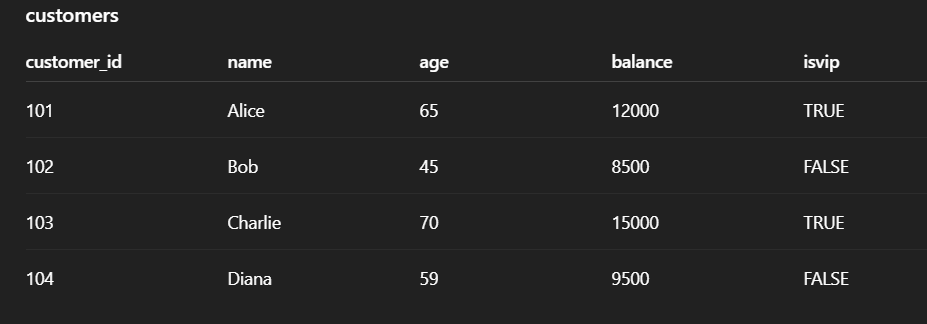 customers
customer_id name age balance isvip
101 Alice 65 12000 TRUE
102 Bob 45 8500 FALSE
103 Charlie 70 15000 TRUE
104 Diana 59 9500 FALSE